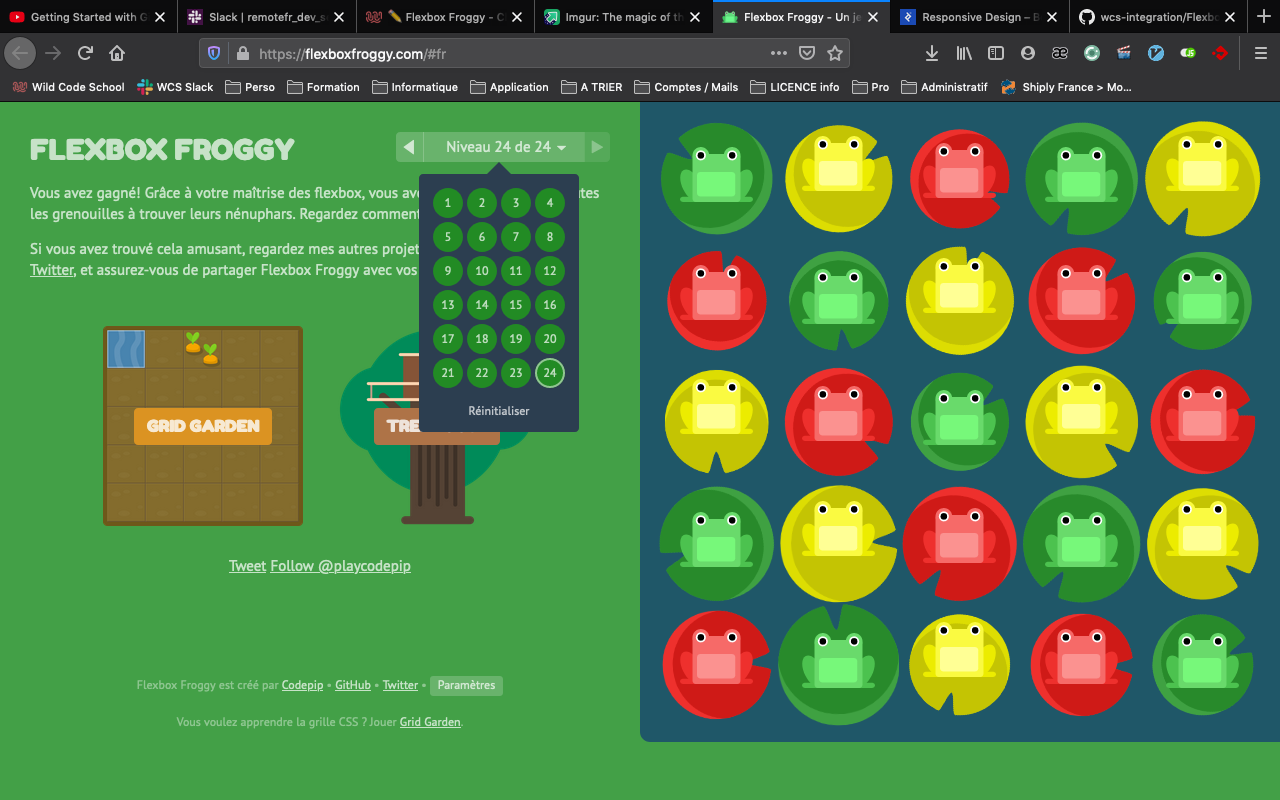 Getting Started with G
Slack | remotefr_dev_s
Flexbox Froggy - C
Imgur: The magic of th
Flexbox Froggy - Un je
Responsive Design – B
wcs-integration/Flexbo
https://flexboxfroggy.com/#fr
Wild Code School
WCS Slack
Perso
Formation
Informatique
Application
A TRIER
Comptes / Mails
LICENCE info
Pro
Administratif
Shiply France > Mo...
FLEXBOX FROGGY
Niveau 24 de 24
Vous avez gagné! Grâce à votre maîtrise des flexbox, vous ave utes
les grenouilles à trouver leurs nénuphars. Regardez comment
Si vous avez trouvé cela amusant, regardez mes autres projet
Twitter, et assurez-vous de partager Flexbox Froggy avec vos
1 2 3 4
5 6 7 8
9 10 11 12
13 14 15 16
17 18 19 20
21 22 23 24
Réinitialiser
GRID GARDEN
TRE
Tweet Follow @playcodepip
Flexbox Froggy est créé par Codepip • GitHub • Twitter • Paramètres
Vous voulez apprendre la grille CSS ? Jouer Grid Garden.